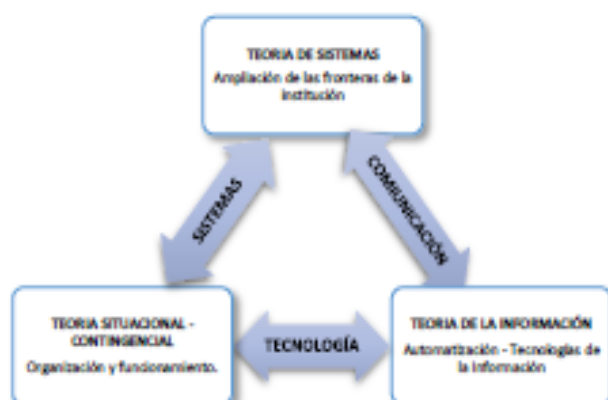 TEORIA DE SISTEMAS
Ampliación de las fronteras de la
institución
SISTEMAS
COMUNICACIÓN
TEORIA SITUACIONAL -
CONTINGENCIAL
Organización y funcionamiento.
TECNOLOGÍA
TEORIA DE LA INFORMACIÓN
Automatización - Tecnologías de
la Información